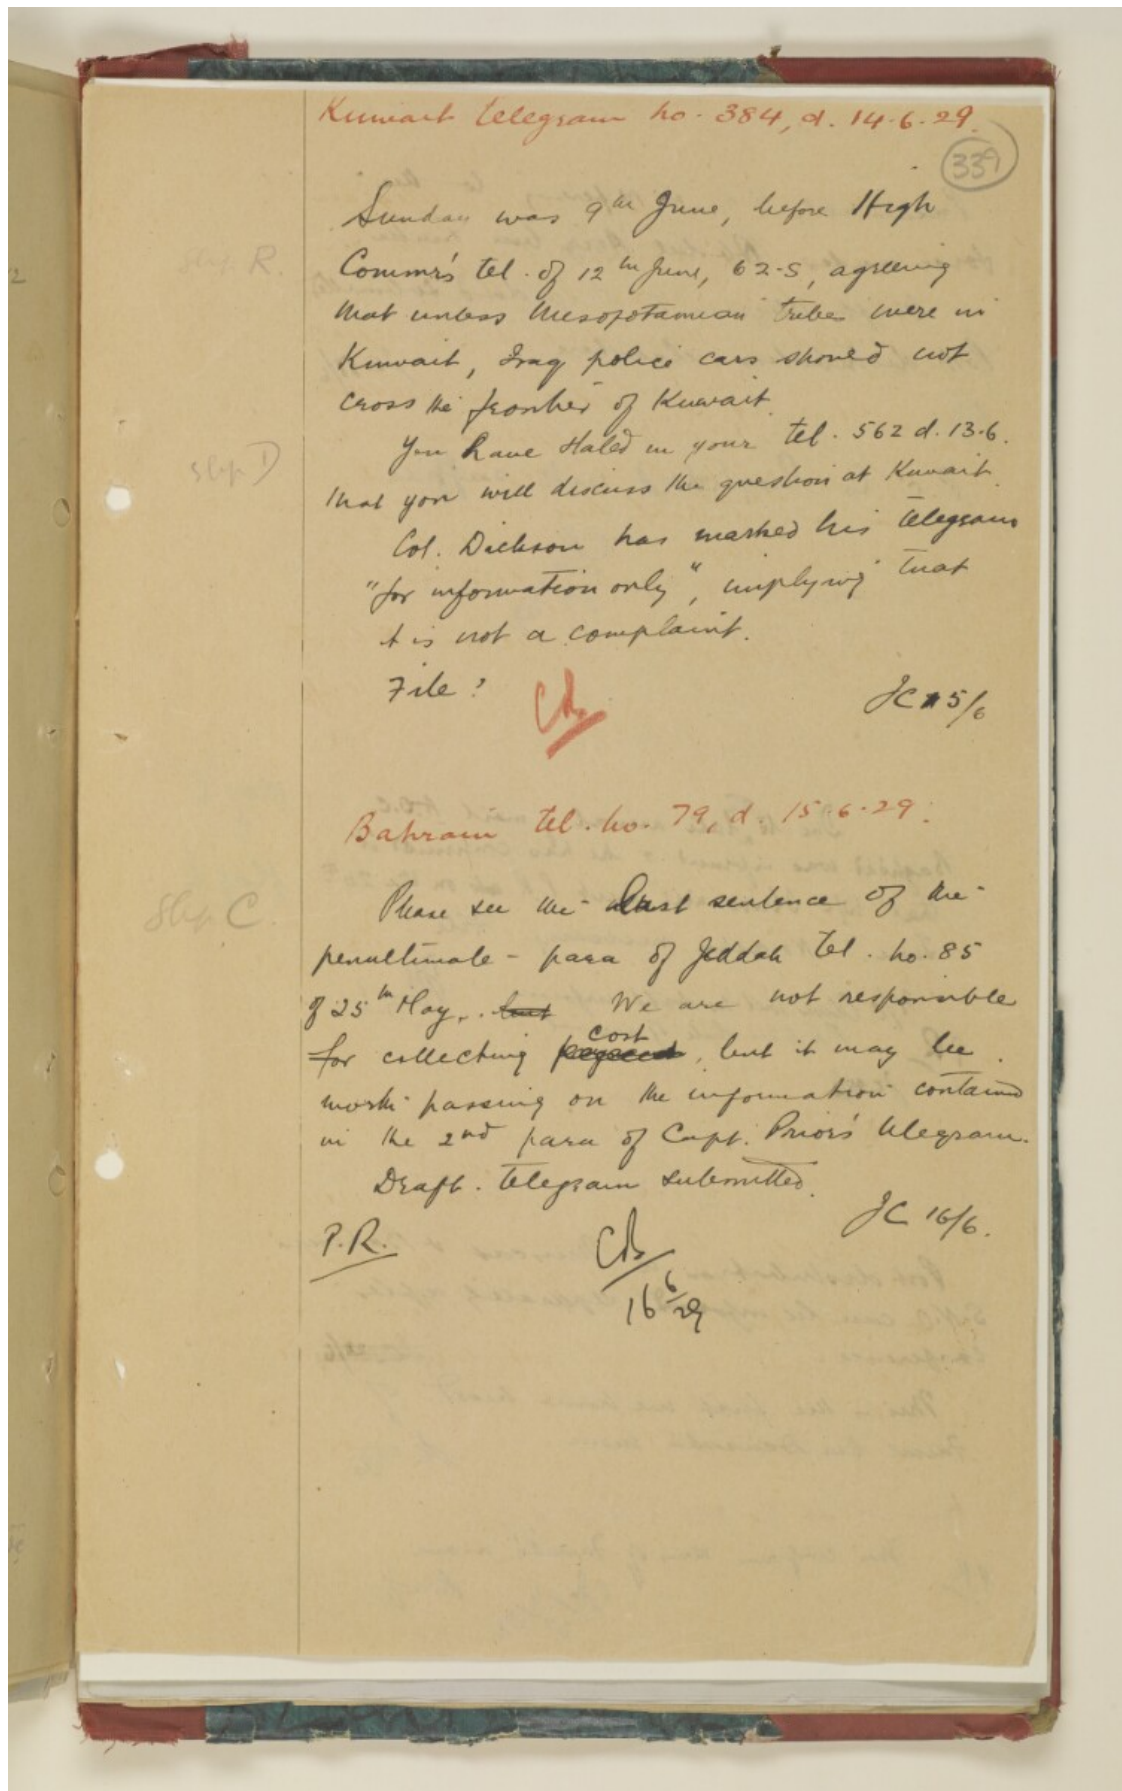 Kuwait telegram no. 384, d. 14.6.29.
339
Sunday was 9th June, before High
Slip R.
Commr's tel. of 12th June, 62-S, agreeing
that unless Mesopotamian tribes were in
Kuwait, Iraq police cars should not
cross the frontier of Kuwait.
You have stated in your tel. 562 d. 13.6.
Slip D
that you will discuss the question at Kuwait.
Col. Dickson has marked his telegram
"for information only", implying that
it is not a complaint.
File?
JC 15/6
Bahrain tel. no. 79, d. 15.6.29.
Slip C.
Please see the last sentence of the
penultimate para of Jeddah tel. no. 85
of 25th May. but We are not responsible
for collecting cost, but it may be
worth passing on the information contained
in the 2nd para of Capt. Prior's telegram.
Draft telegram submitted.
JC 16/6.
P.R.
16 6/29